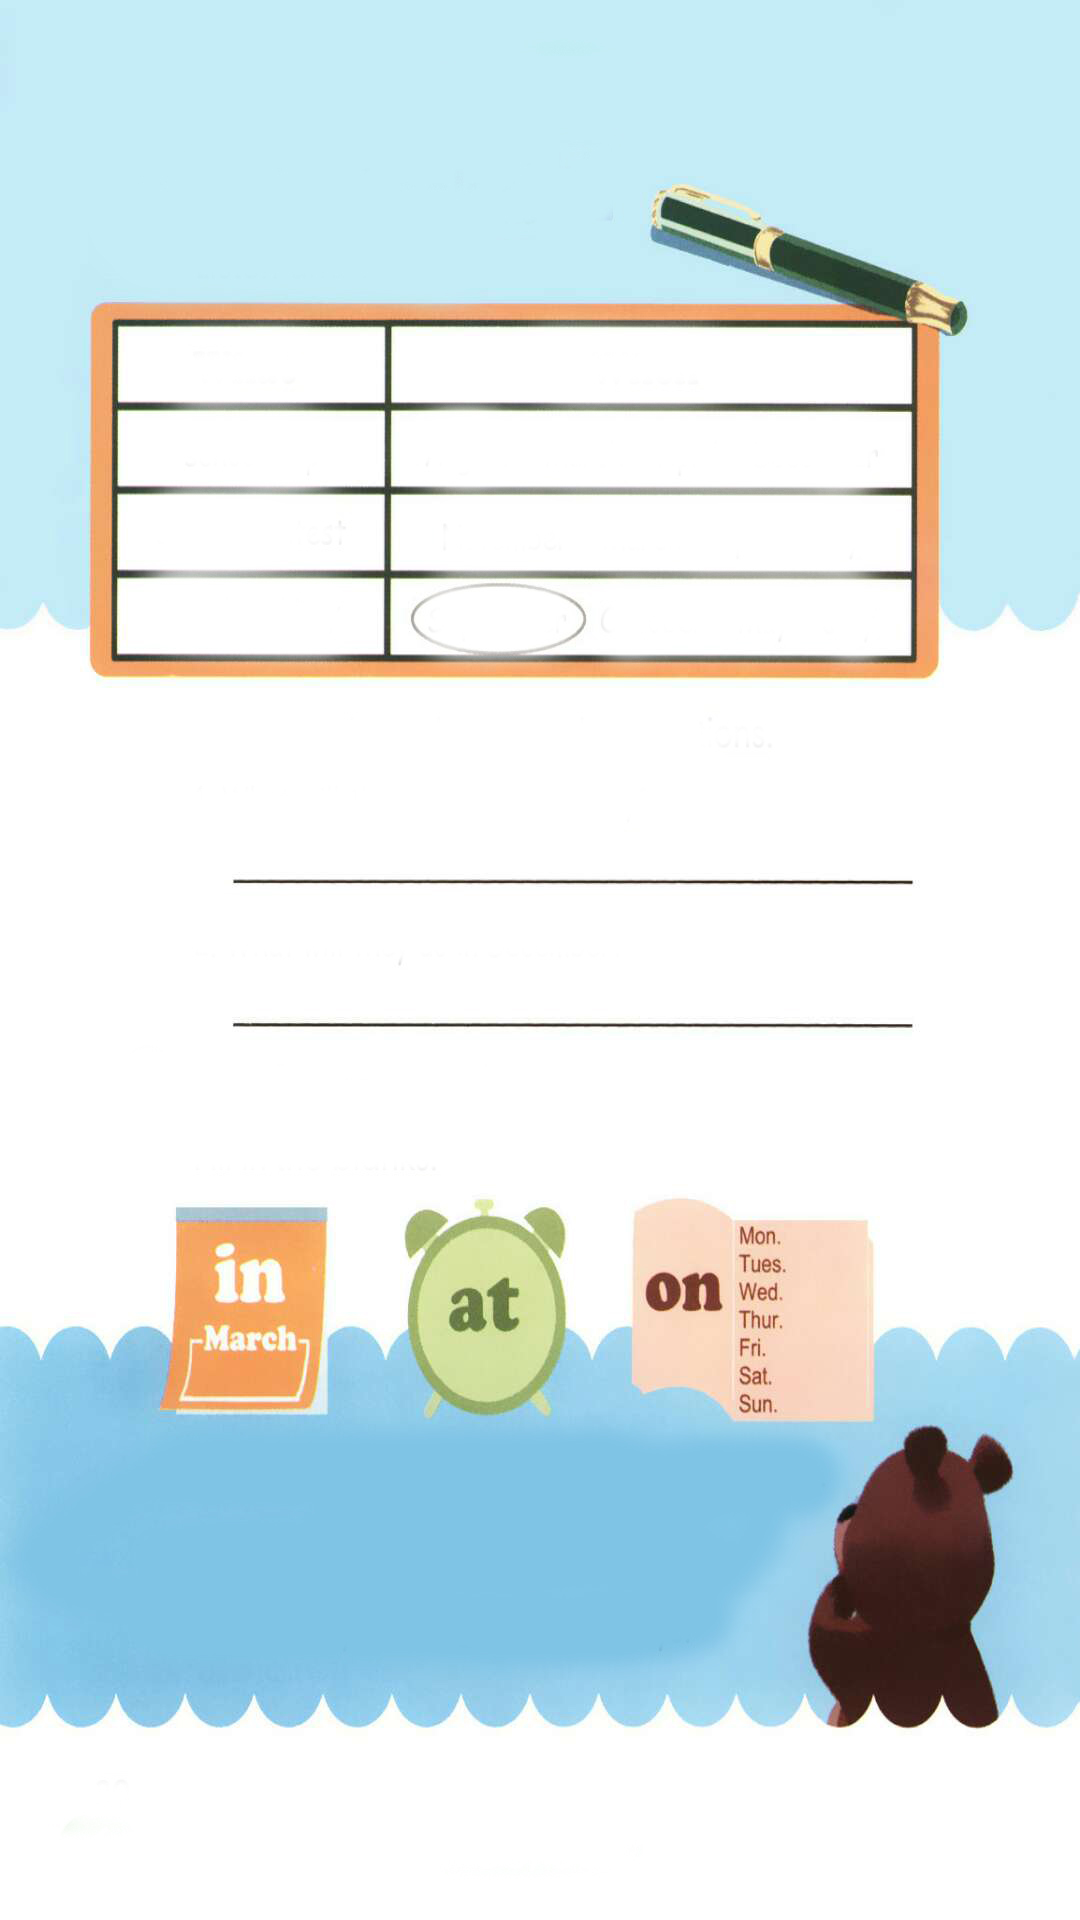 in
March
at
on
Mon.
Tues.
Wed.
Thur.
Fri.
Sat.
Sun.